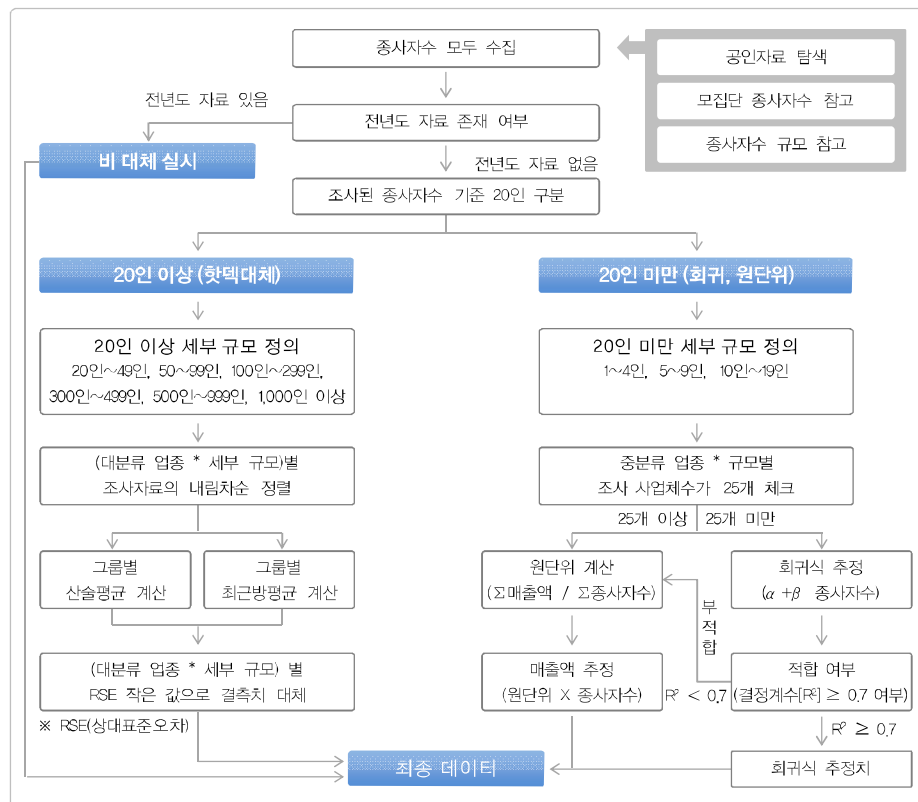 종사자수 모두 수집
공인자료 탐색
모집단 종사자수 참고
종사자수 규모 참고
전년도 자료 있음
전년도 자료 존재 여부
비 대체 실시
전년도 자료 없음
조사된 종사자수 기준 20인 구분
20인 이상 (핫덱대체)
20인 미만 (회귀, 원단위)
20인 이상 세부 규모 정의
20인~49인, 50~99인, 100인~299인,
300인~499인, 500인~999인, 1,000인 이상
20인 미만 세부 규모 정의
1~4인, 5~9인, 10인~19인
(대분류 업종 * 세부 규모)별
조사자료의 내림차순 정렬
중분류 업종 * 규모별
조사 사업체수가 25개 체크
25개 이상
25개 미만
그룹별
산술평균 계산
그룹별
최근방평균 계산
원단위 계산
(Σ매출액 / Σ종사자수)
회귀식 추정
(α +β 종사자수)
부적합
(대분류 업종 * 세부 규모) 별
RSE 작은 값으로 결측치 대체
매출액 추정
(원단위 X 종사자수)
R² < 0.7
적합 여부
(결정계수[R²] ≥ 0.7 여부)
※ RSE(상대표준오차)
R² ≥ 0.7
최종 데이터
회귀식 추정치